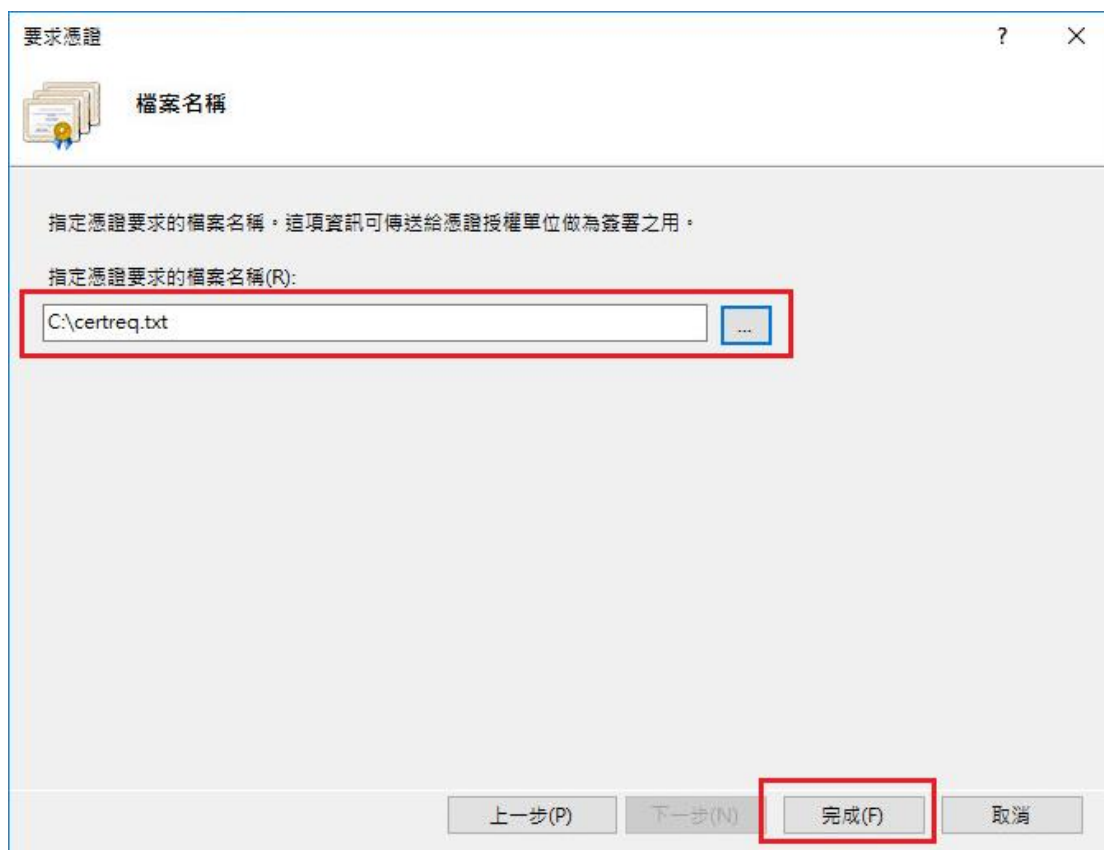 要求憑證
?
檔案名稱
指定憑證要求的檔案名稱。這項資訊可傳送給憑證授權單位做為簽署之用。
指定憑證要求的檔案名稱(R):
C:\certreq.txt
...
上一步(P)
下一步(N)
完成(F)
取消